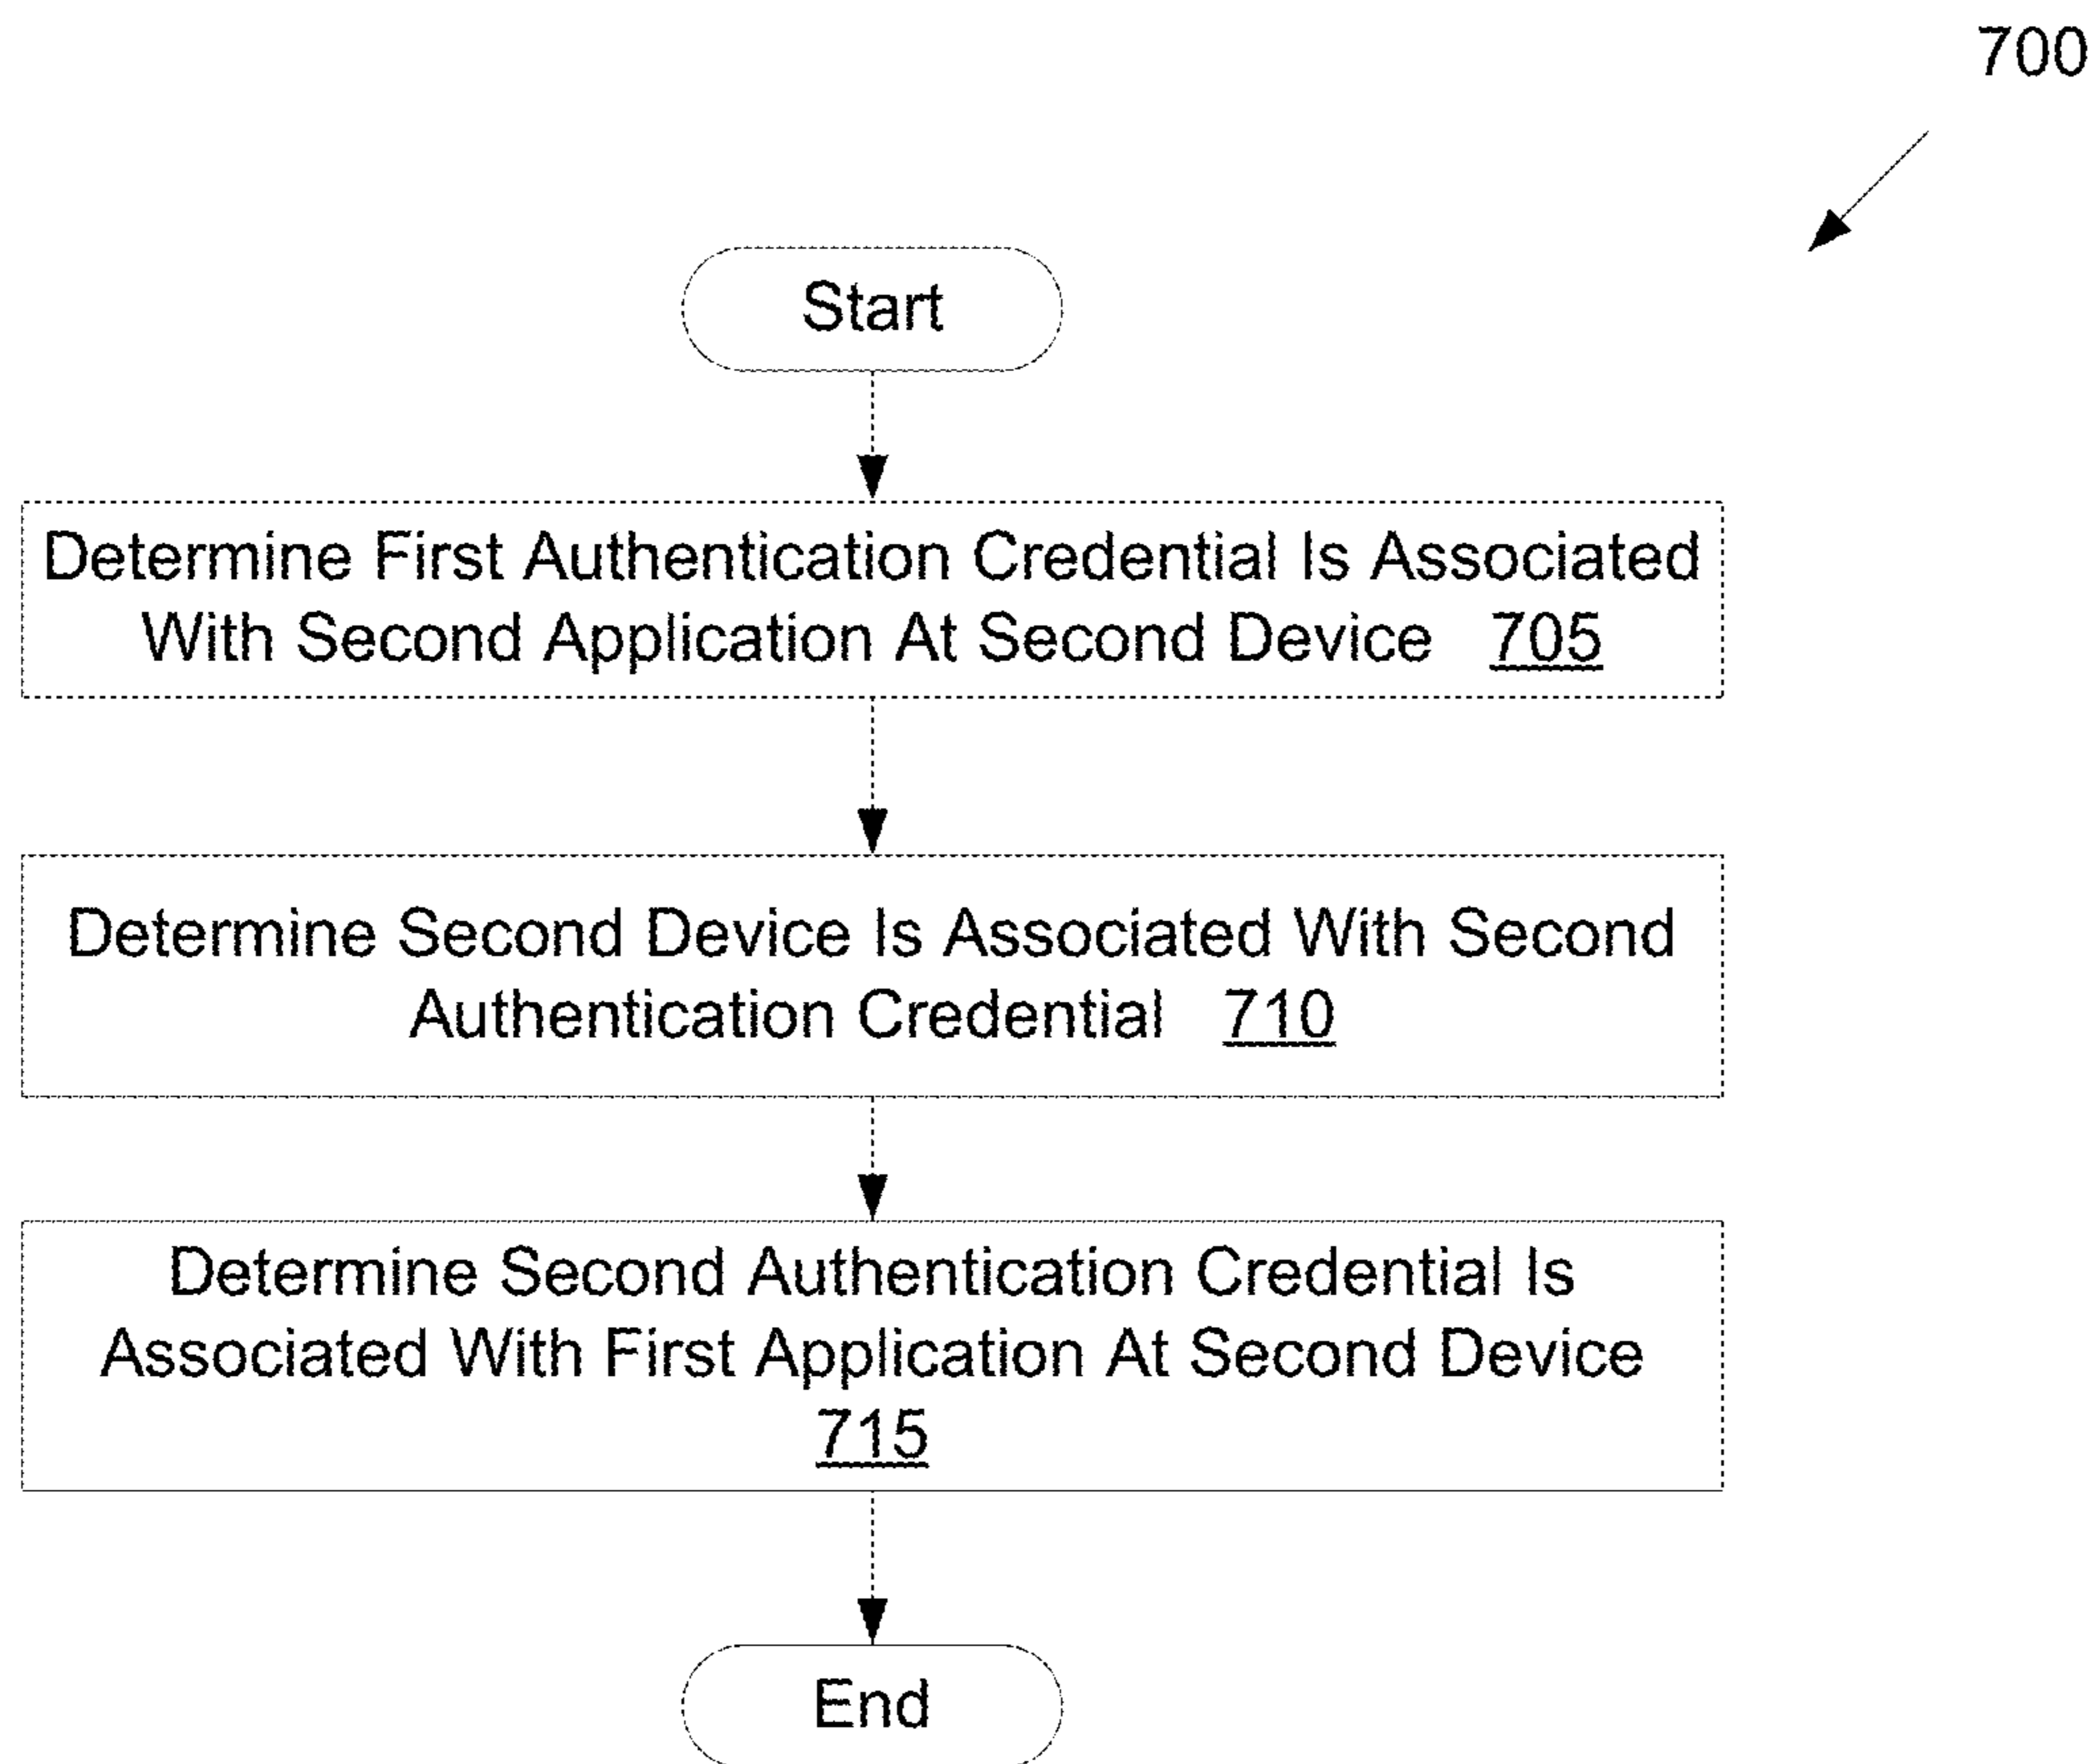 700
Start
Determine First Authentication Credential Is Associated
With Second Application At Second Device 705
Determine Second Device Is Associated With Second
Authentication Credential 710
Determine Second Authentication Credential Is
Associated With First Application At Second Device
715
End